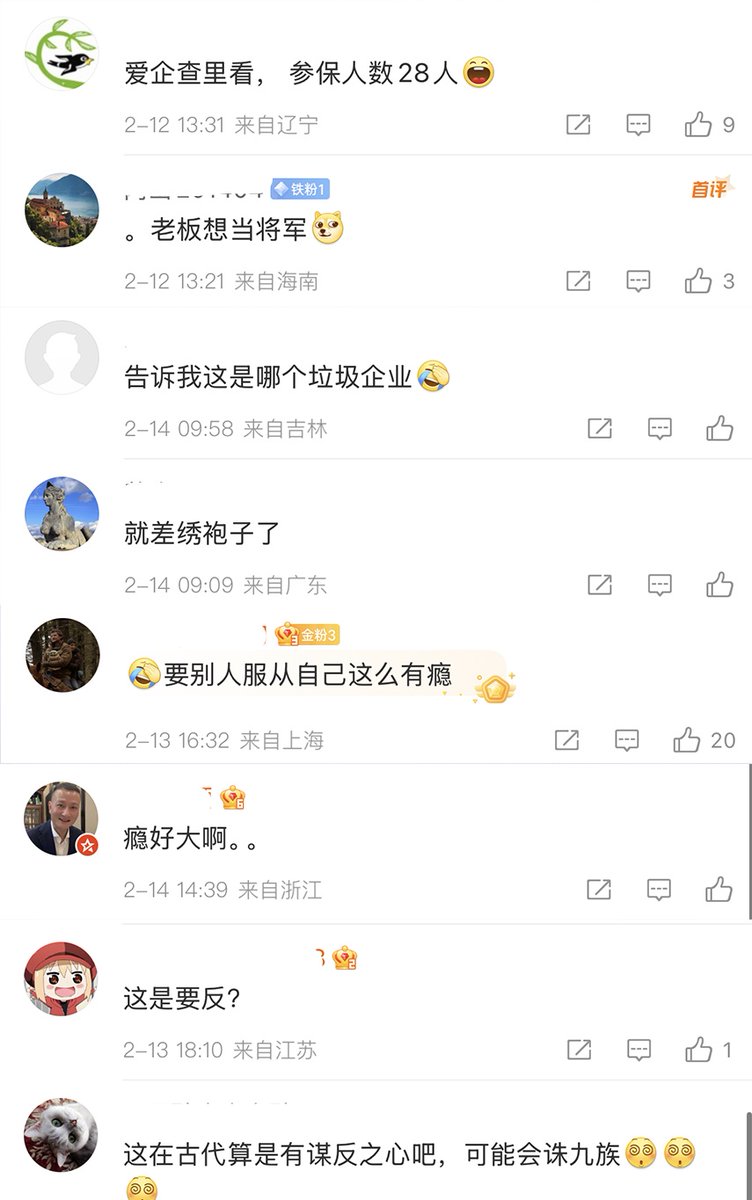 爱企查里看， 参保人数28人
2-12 13:31 来自辽宁
9
铁粉1
首评
。老板想当将军
2-12 13:21 来自海南
3
告诉我这是哪个垃圾企业
2-14 09:58 来自吉林
就差绣袍子了
2-14 09:09 来自广东
金粉3
要别人服从自己这么有瘾
2-13 16:32 来自上海
20
瘾好大啊。。
2-14 14:39 来自浙江
这是要反？
2-13 18:10 来自江苏
1
这在古代算是有谋反之心吧，可能会诛九族